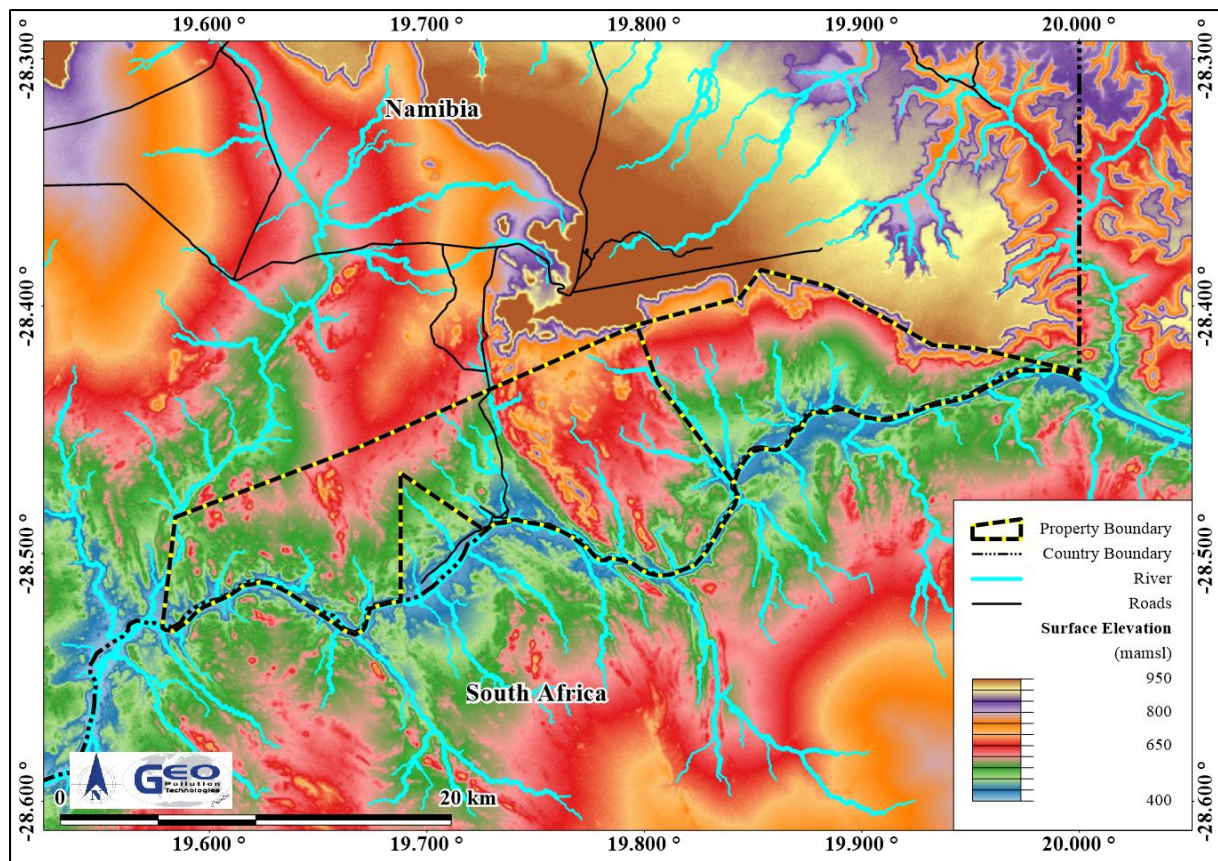 19.600 °
19.700 °
19.800 °
19.900 °
20.000 °
-28.300 °
-28.300 °
Namibia
-28.400 °
-28.400 °
-28.500 °
-28.500 °
Property Boundary
Country Boundary
River
Roads
Surface Elevation
(mamsl)
950
800
650
400
South Africa
GEO
Pollution
Technologies
N
0
20 km
-28.600 °
-28.600 °
19.600 °
19.700 °
19.800 °
19.900 °
20.000 °